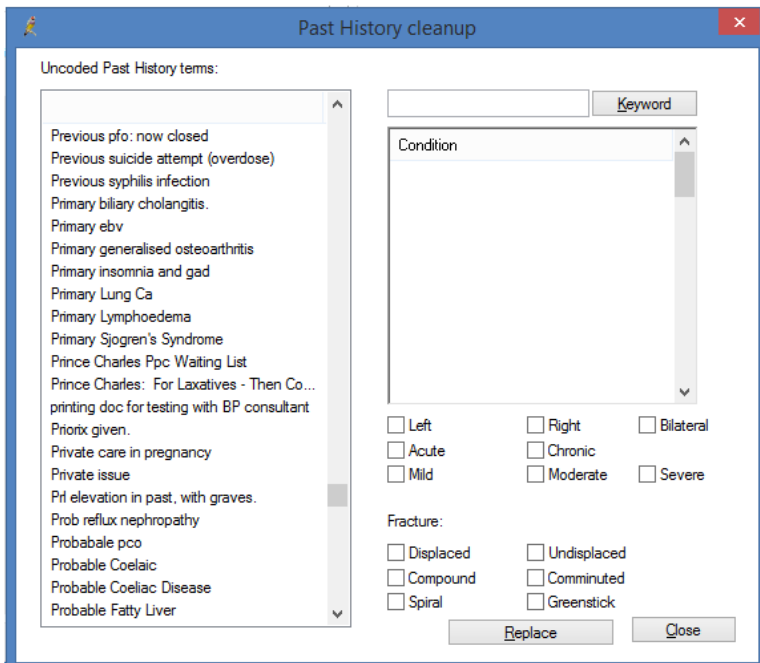 Past History cleanup
Uncoded Past History terms:
Previous pfo: now closed
Previous suicide attempt (overdose)
Previous syphilis infection
Primary biliary cholangitis.
Primary ebv
Primary generalised osteoarthritis
Primary insomnia and gad
Primary Lung Ca
Primary Lymphoedema
Primary Sjogren's Syndrome
Prince Charles Ppc Waiting List
Prince Charles: For Laxatives - Then Co...
printing doc for testing with BP consultant
Priorix given.
Private care in pregnancy
Private issue
Prl elevation in past, with graves.
Prob reflux nephropathy
Probabale pco
Probable Coelaic
Probable Coeliac Disease
Probable Fatty Liver
Keyword
Condition
Left Right Bilateral
Acute Chronic
Mild Moderate Severe
Fracture:
Displaced Undisplaced
Compound Comminuted
Spiral Greenstick
Replace Close